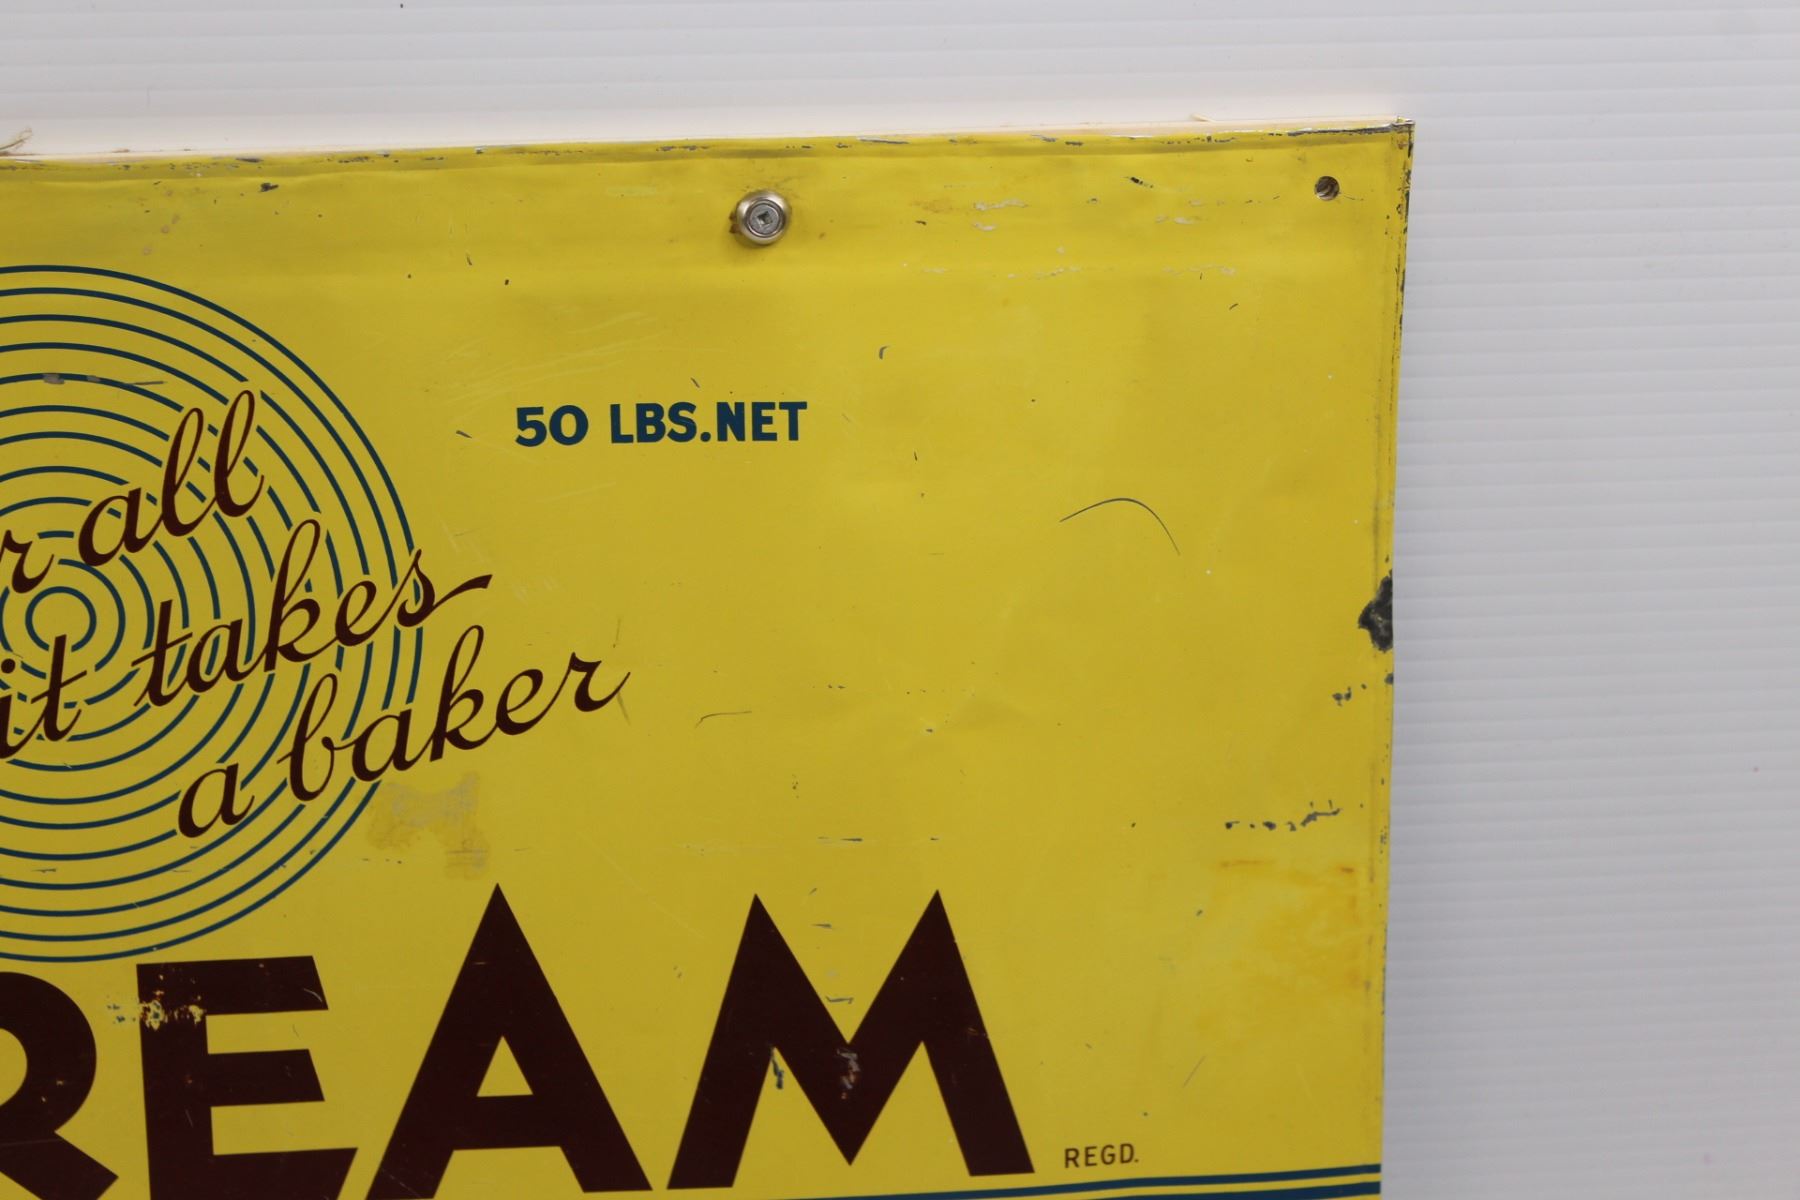 50 LBS.NET
r all
it takes
a baker
REAM
REGD.